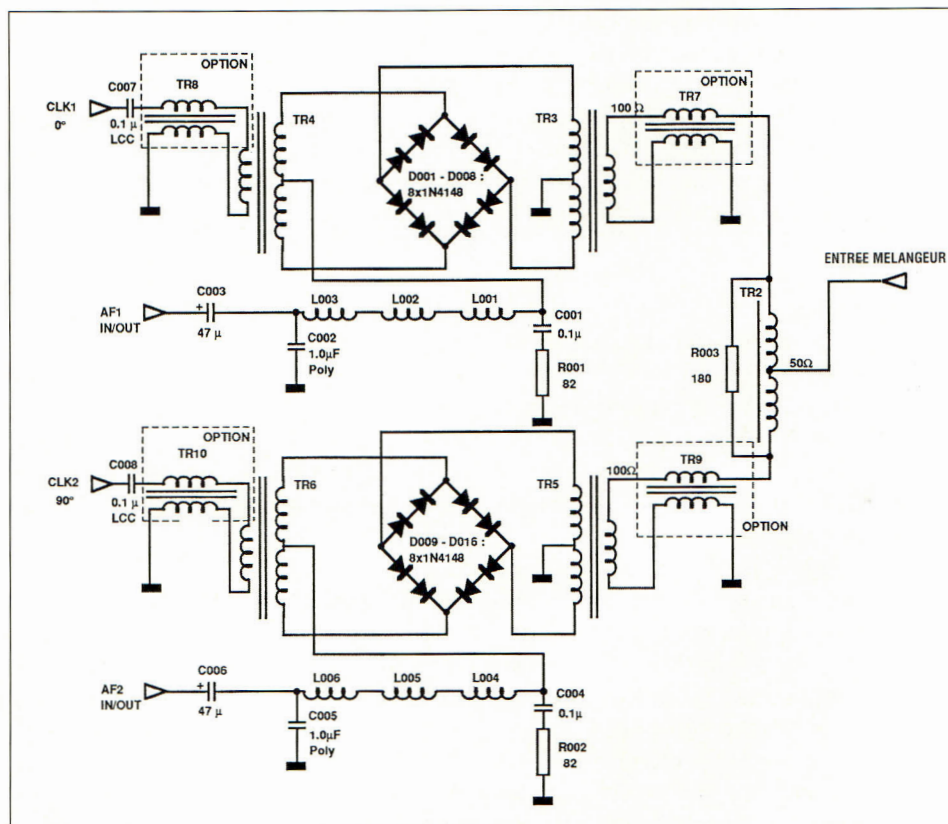 OPTION
C007
TR8
CLK1
0°
0.1 µ
LCC
TR4
D001 - D008 :
8x1N4148
TR3
100 Ω
OPTION
TR7
ENTREE MELANGEUR
C003
AF1
IN/OUT
+
47 µ
L003
L002
L001
C002
1.0µF
Poly
C001
0.1µ
R001
82
TR2
R003
180
50Ω
OPTION
C008
TR10
CLK2
90°
0.1 µ
LCC
TR6
D009 - D016 :
8x1N4148
TR5
100Ω
TR9
OPTION
C006
AF2
IN/OUT
+
47 µ
L006
L005
L004
C005
1.0µF
Poly
C004
0.1µ
R002
82